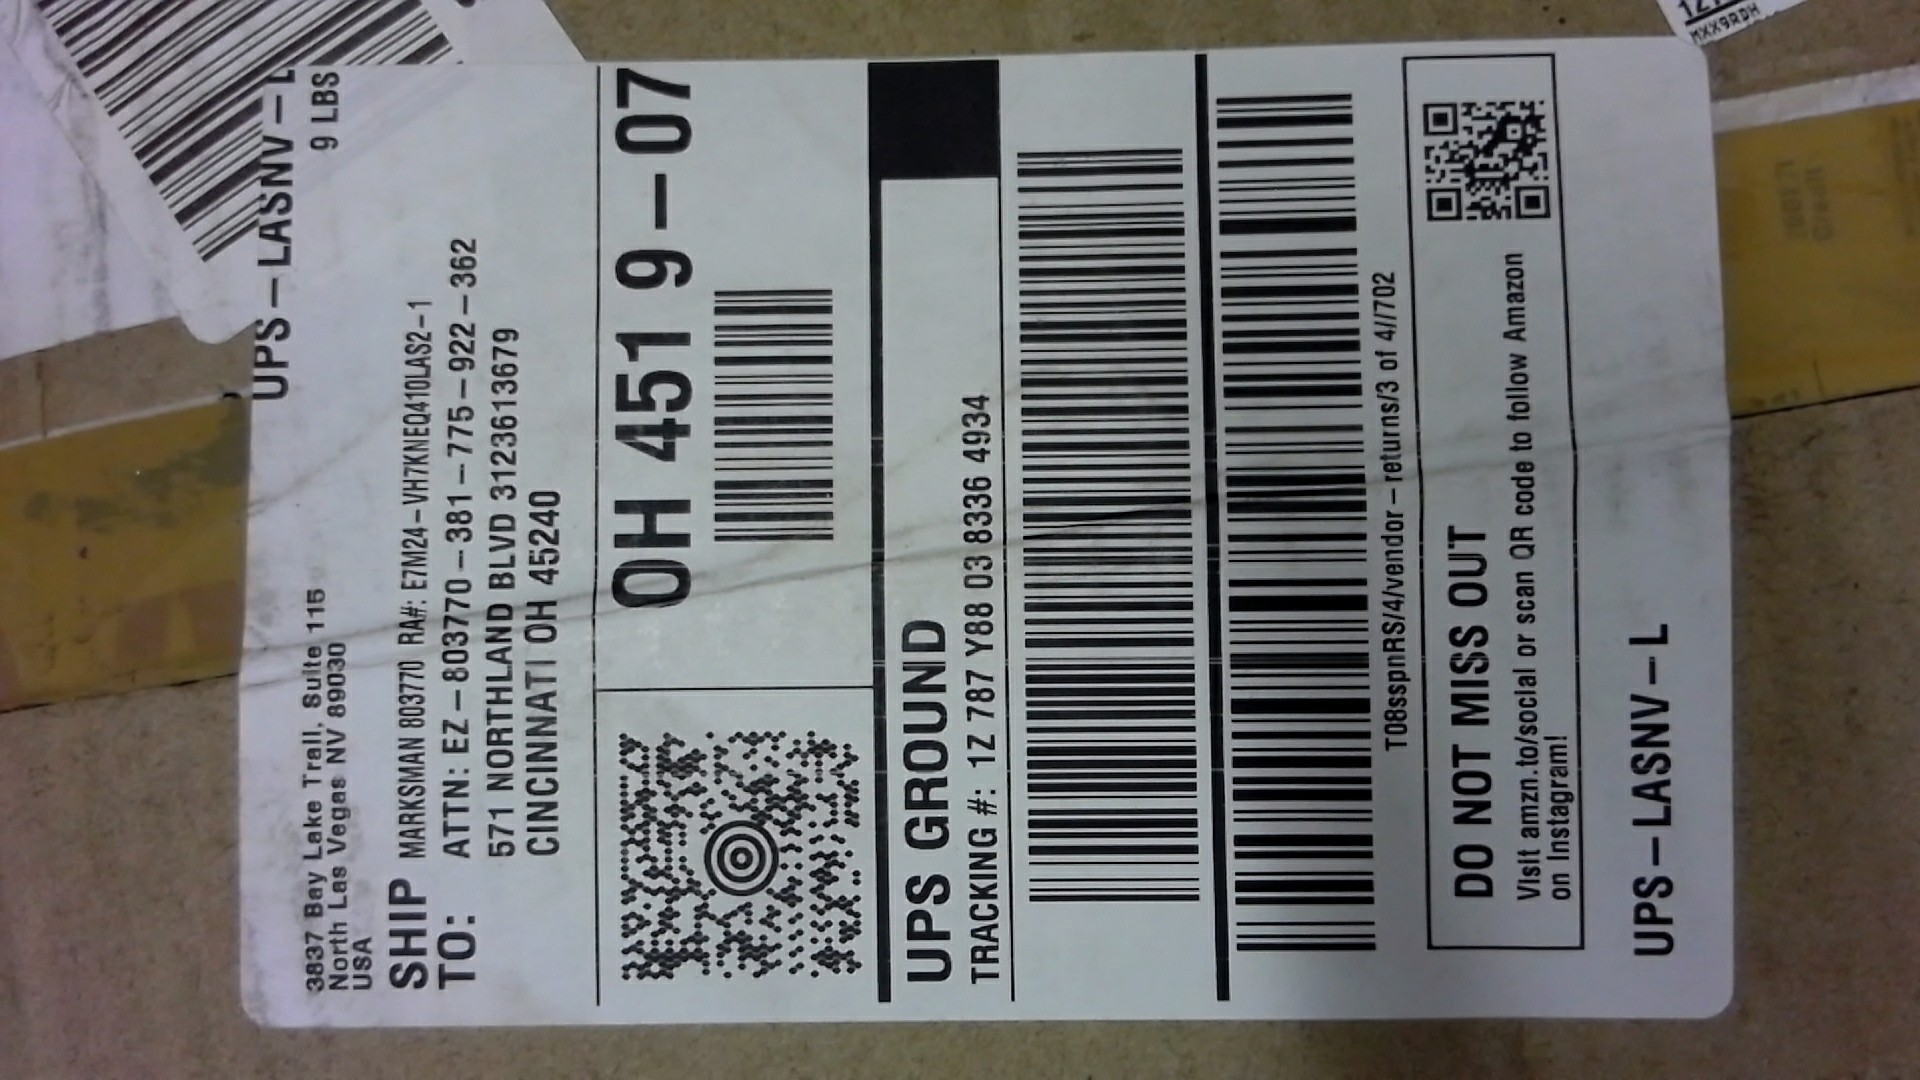 UPS-LASNV-L
9 LBS
3837 Bay Lake Trail, Suite 115
North Las Vegas NV 89030
USA
SHIP
TO:
MARKSMAN 803770 RA#: E7M24-VH7KNEQ410LAS2-1
ATTN: EZ-803770-381-775-922-362
571 NORTHLAND BLVD 3123613679
CINCINNATI OH 45240
OH 451 9-07
UPS GROUND
TRACKING #: 1Z 787 Y88 03 8336 4934
T08sspnRS/4/vendor-returns/3 of 4//702
DO NOT MISS OUT
Visit amzn.to/social or scan QR code to follow Amazon
on Instagram!
UPS-LASNV-L
MXX9RDH